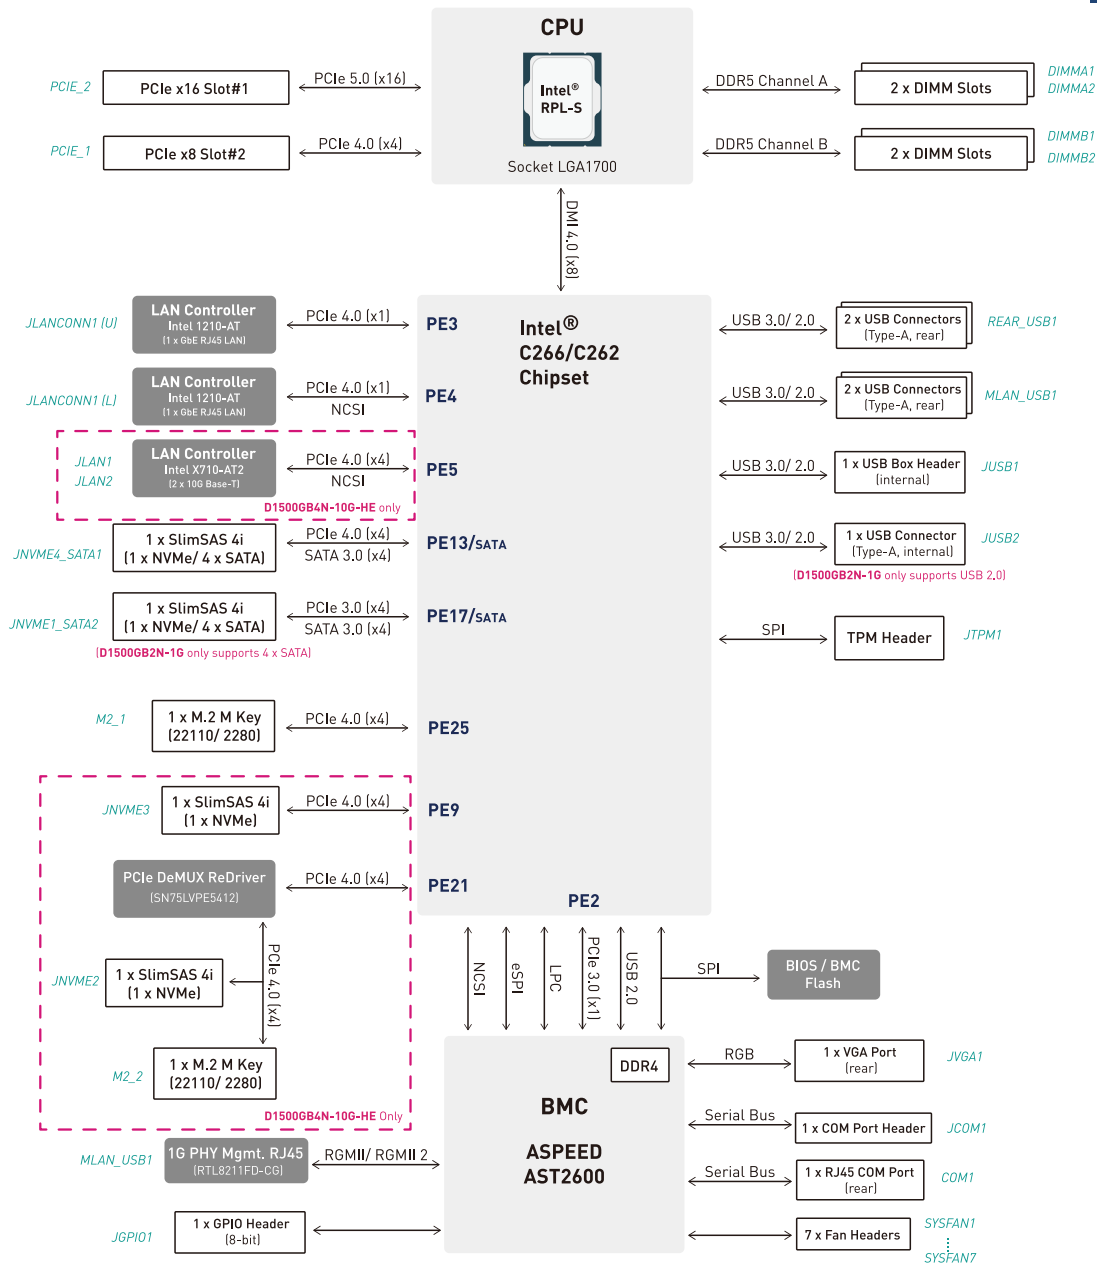 CPU
Intel®
RPL-S
Socket LGA1700
PCIE_2
PCIe x16 Slot#1
PCIe 5.0 (x16)
PCIE_1
PCIe x8 Slot#2
PCIe 4.0 (x4)
DDR5 Channel A
2 x DIMM Slots
DIMMA1
DIMMA2
DDR5 Channel B
2 x DIMM Slots
DIMMB1
DIMMB2
DMI 4.0 (x8)
Intel®
C266/C262
Chipset
JLANCONN1 (U)
LAN Controller
Intel 1210-AT
(1 x GbE RJ45 LAN)
PCIe 4.0 (x1)
PE3
JLANCONN1 (L)
LAN Controller
Intel 1210-AT
(1 x GbE RJ45 LAN)
PCIe 4.0 (x1)
NCSI
PE4
JLAN1
JLAN2
LAN Controller
Intel X710-AT2
(2 x 10G Base-T)
PCIe 4.0 (x4)
NCSI
PE5
D1500GB4N-10G-HE only
JNVME4_SATA1
1 x SlimSAS 4i
(1 x NVMe/ 4 x SATA)
PCIe 4.0 (x4)
SATA 3.0 (x4)
PE13/SATA
JNVME1_SATA2
1 x SlimSAS 4i
(1 x NVMe/ 4 x SATA)
PCIe 3.0 (x4)
SATA 3.0 (x4)
PE17/SATA
(D1500GB2N-1G only supports 4 x SATA)
M2_1
1 x M.2 M Key
(22110/ 2280)
PCIe 4.0 (x4)
PE25
JNVME3
1 x SlimSAS 4i
(1 x NVMe)
PCIe 4.0 (x4)
PE9
PCIe DeMUX ReDriver
(SN75LVPE5412)
PCIe 4.0 (x4)
PE21
PCIe 4.0 (x4)
JNVME2
1 x SlimSAS 4i
(1 x NVMe)
M2_2
1 x M.2 M Key
(22110/ 2280)
D1500GB4N-10G-HE Only
USB 3.0/ 2.0
2 x USB Connectors
(Type-A, rear)
REAR_USB1
USB 3.0/ 2.0
2 x USB Connectors
(Type-A, rear)
MLAN_USB1
USB 3.0/ 2.0
1 x USB Box Header
(internal)
JUSB1
USB 3.0/ 2.0
1 x USB Connector
(Type-A, internal)
JUSB2
(D1500GB2N-1G only supports USB 2.0)
SPI
TPM Header
JTPM1
PE2
NCSI
eSPI
LPC
PCIe 3.0 (x1)
USB 2.0
SPI
BIOS / BMC
Flash
DDR4
BMC
ASPEED
AST2600
MLAN_USB1
1G PHY Mgmt. RJ45
(RTL8211FD-CG)
RGMII/ RGMII 2
JGPIO1
1 x GPIO Header
(8-bit)
RGB
1 x VGA Port
(rear)
JVGA1
Serial Bus
1 x COM Port Header
JCOM1
Serial Bus
1 x RJ45 COM Port
(rear)
COM1
7 x Fan Headers
SYSFAN1
SYSFAN7